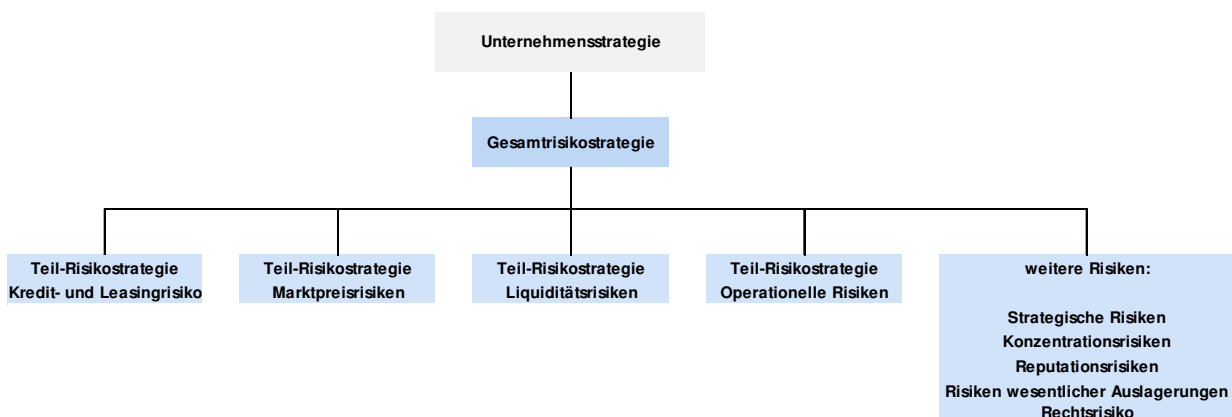 Unternehmensstrategie
Gesamtrisikostrategie
Teil-Risikostrategie
Kredit- und Leasingrisiko
Teil-Risikostrategie
Marktpreisrisiken
Teil-Risikostrategie
Liquiditätsrisiken
Teil-Risikostrategie
Operationelle Risiken
weitere Risiken:
Strategische Risiken
Konzentrationsrisiken
Reputationsrisiken
Risiken wesentlicher Auslagerungen
Rechtsrisiko